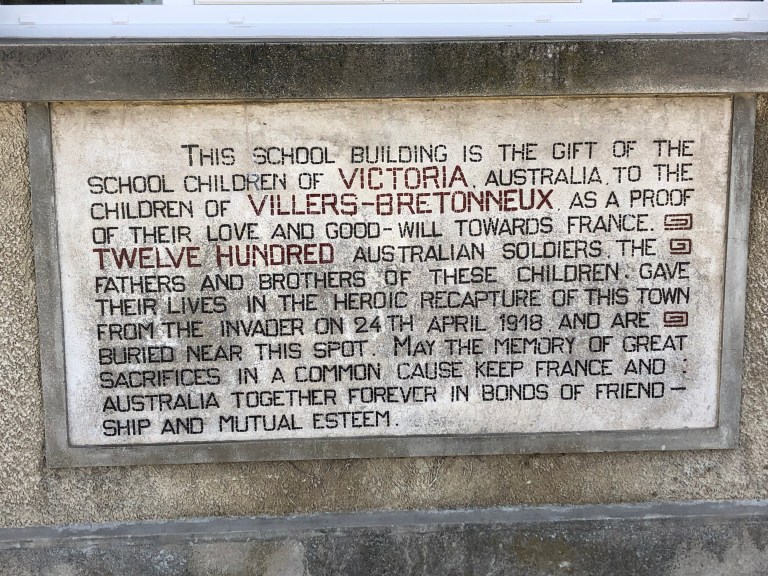 THIS SCHOOL BUILDING IS THE GIFT OF THE
SCHOOL CHILDREN OF VICTORIA, AUSTRALIA, TO THE
CHILDREN OF VILLERS-BRETONNEUX, AS A PROOF
OF THEIR LOVE AND GOOD-WILL TOWARDS FRANCE.
TWELVE HUNDRED AUSTRALIAN SOLDIERS, THE
FATHERS AND BROTHERS OF THESE CHILDREN, GAVE
THEIR LIVES IN THE HEROIC RECAPTURE OF THIS TOWN
FROM THE INVADER ON 24TH APRIL 1918 AND ARE
BURIED NEAR THIS SPOT. MAY THE MEMORY OF GREAT
SACRIFICES IN A COMMON CAUSE KEEP FRANCE AND :
AUSTRALIA TOGETHER FOREVER IN BONDS OF FRIEND-
SHIP AND MUTUAL ESTEEM.